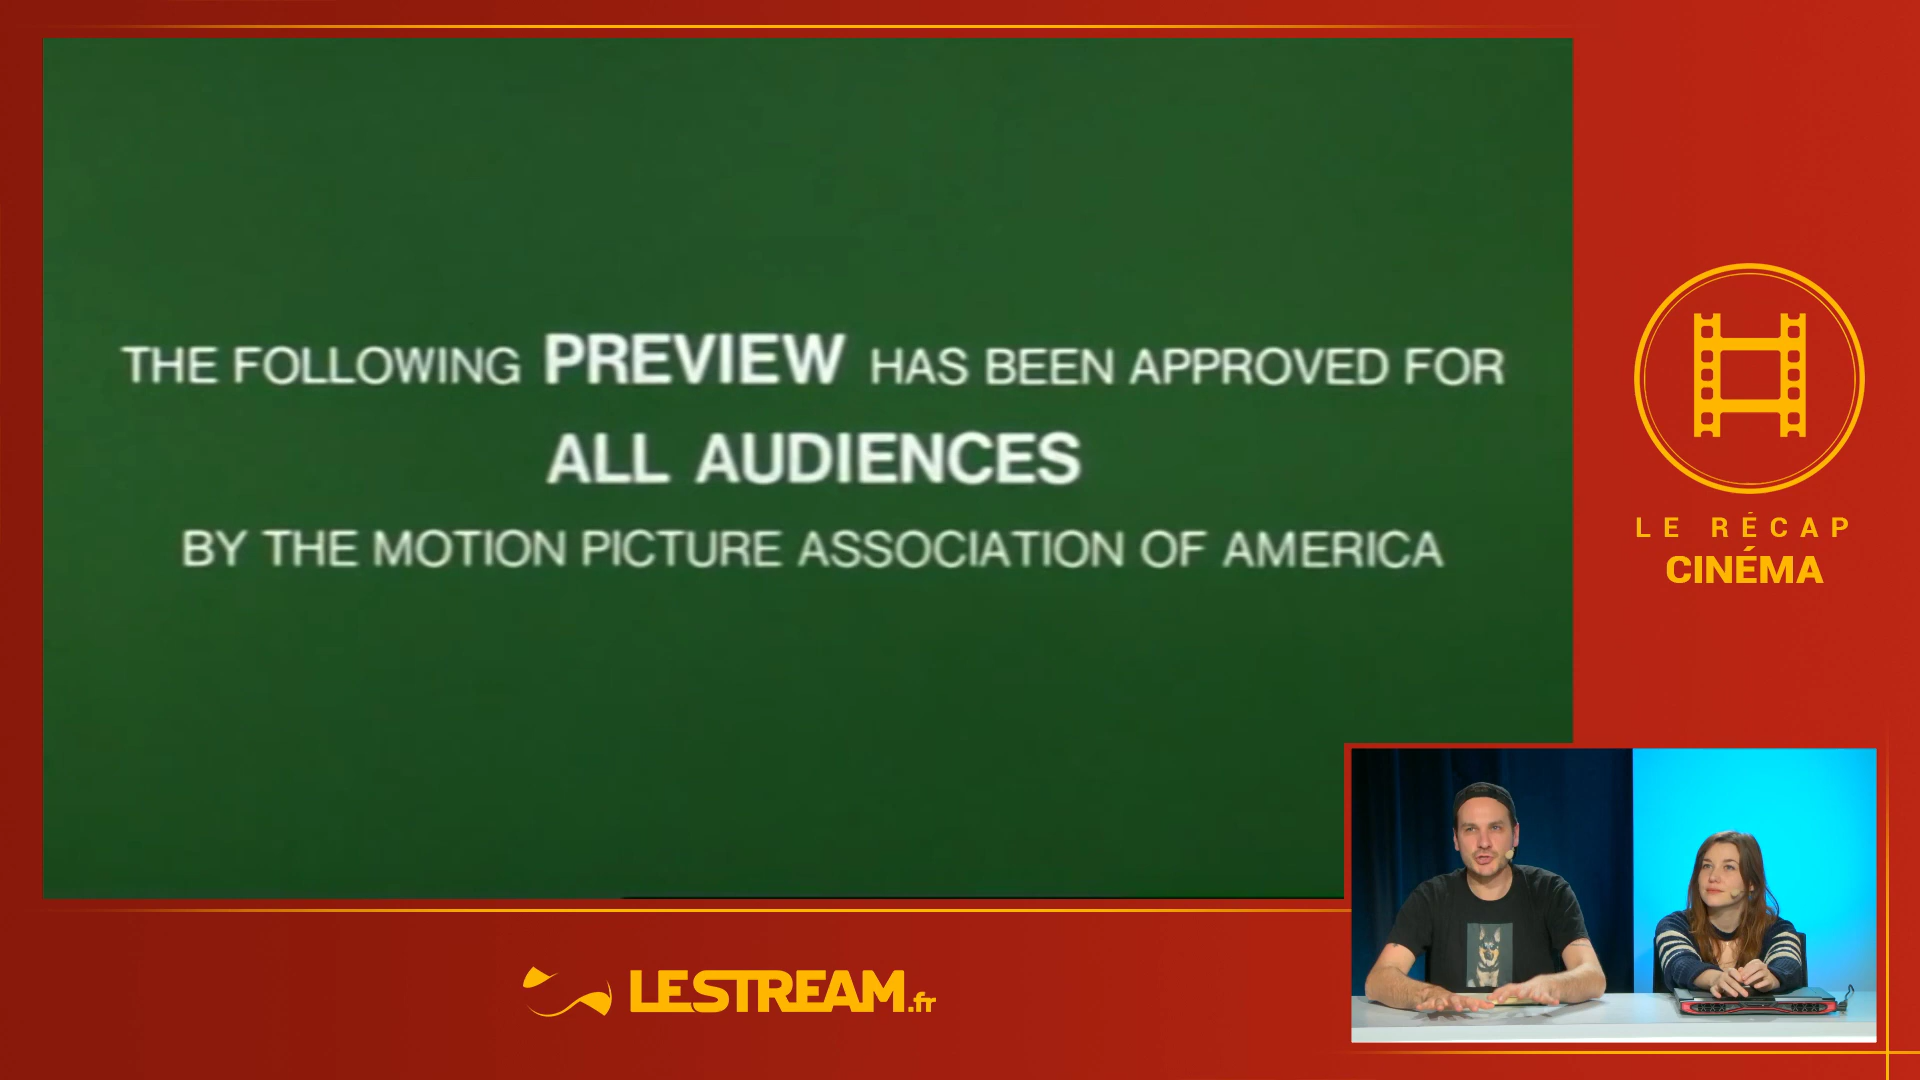 THE FOLLOWING PREVIEW HAS BEEN APPROVED FOR
ALL AUDIENCES
BY THE MOTION PICTURE ASSOCIATION OF AMERICA
LE RÉCAP
CINÉMA
LESTREAM.fr